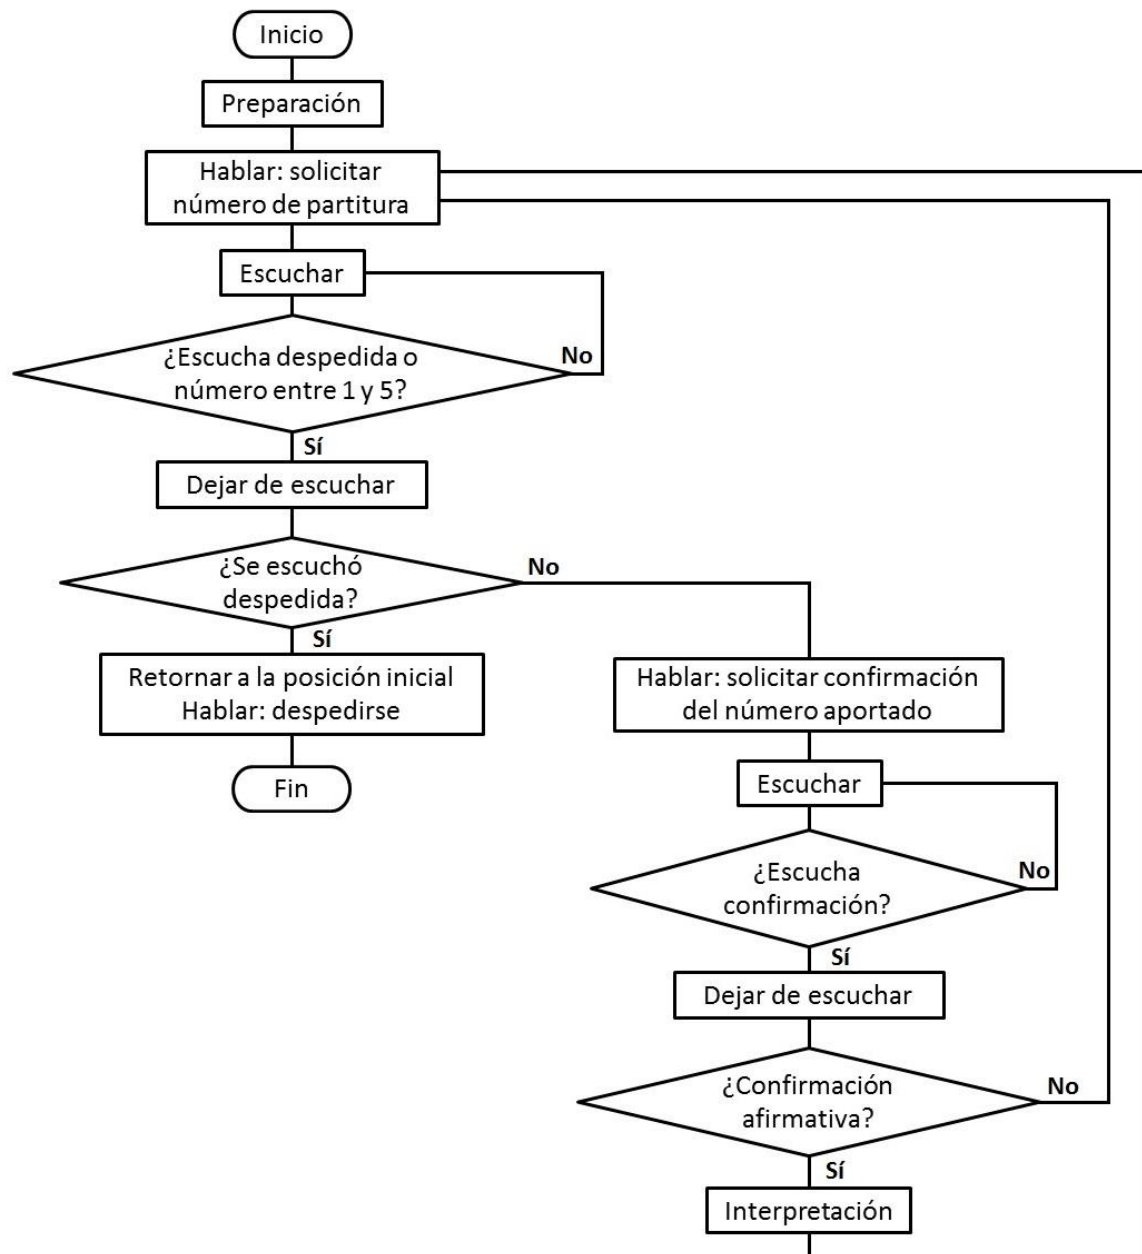 Inicio
Preparación
Hablar: solicitar
número de partitura
Escuchar
¿Escucha despedida o
número entre 1 y 5?
No
Sí
Dejar de escuchar
¿Se escuchó
despedida?
No
Sí
Retornar a la posición inicial
Hablar: despedirse
Fin
Hablar: solicitar confirmación
del número aportado
Escuchar
¿Escucha
confirmación?
No
Sí
Dejar de escuchar
¿Confirmación
afirmativa?
No
Sí
Interpretación